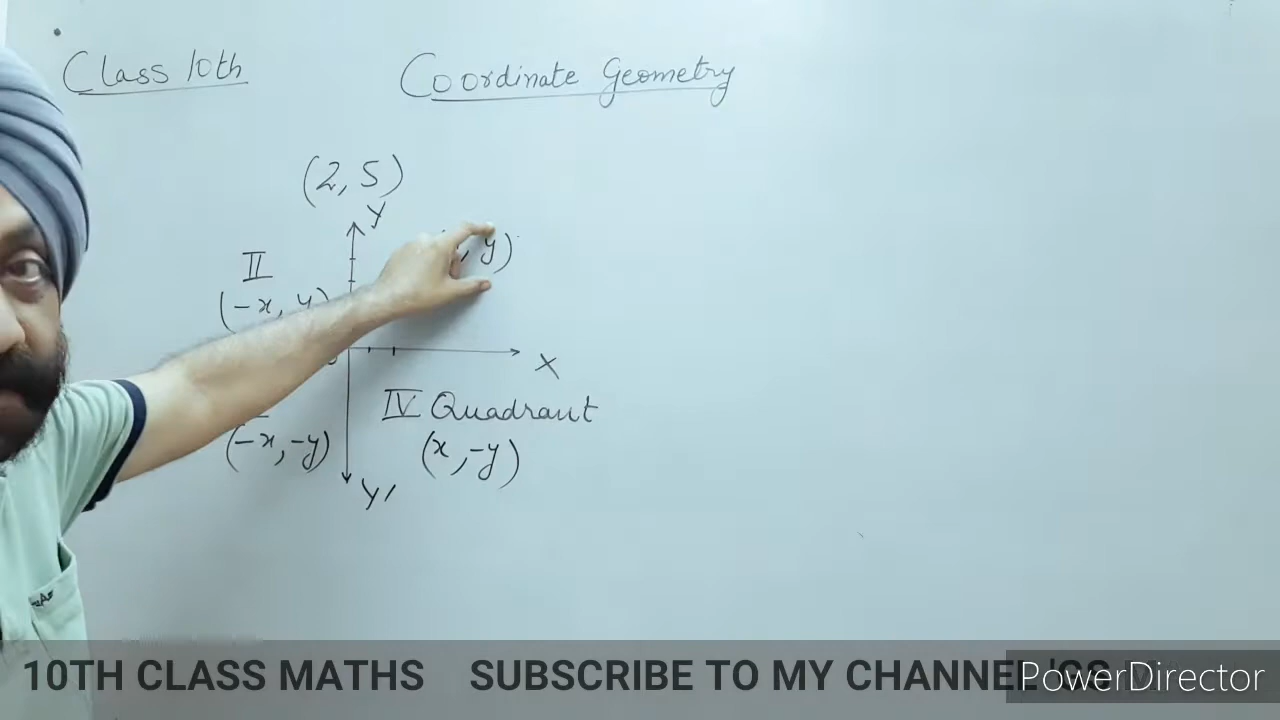 Class 10th Coordinate Geometry
(2, 5)
Y
II
, y)
(-x, y)
X
IV Quadrant
(-x, -y)
(x, -y)
Y'
10TH CLASS MATHS SUBSCRIBE TO MY CHANNEL
PowerDirector